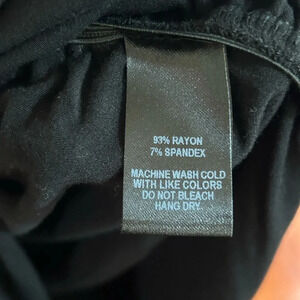 93% RAYON
7% SPANDEX
MACHINE WASH COLD
WITH LIKE COLORS
DO NOT BLEACH
HANG DRY